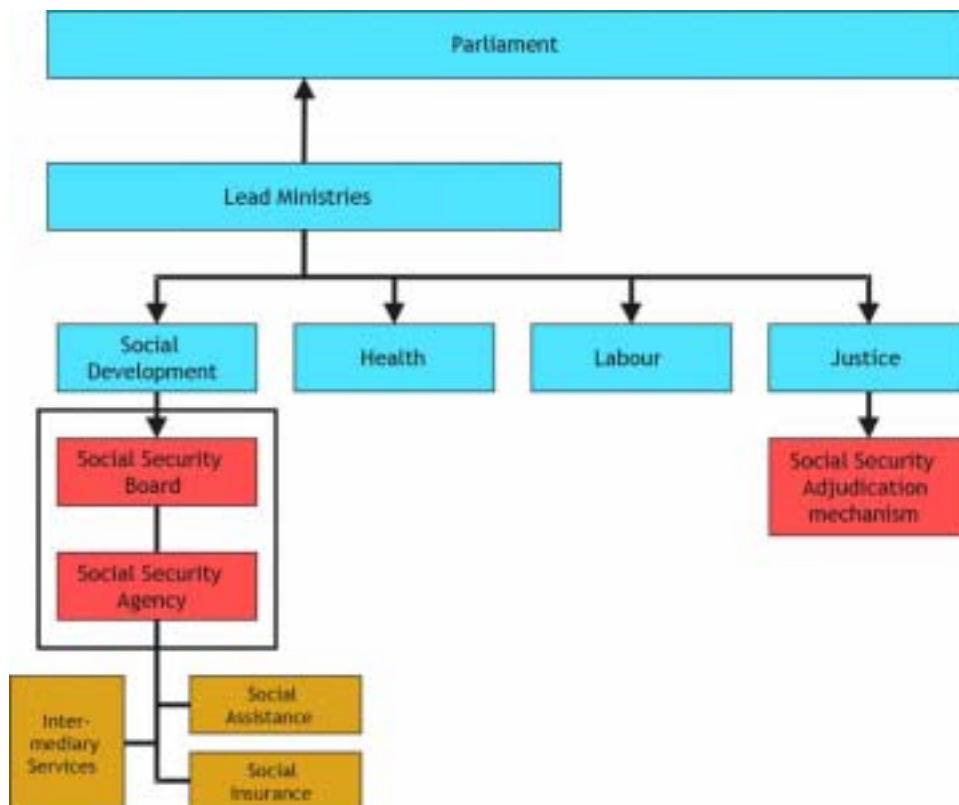 Parliament
Lead Ministries
Social
Development
Health
Labour
Justice
Social Security
Board
Social Security
Adjudication
mechanism
Social Security
Agency
Inter-
mediary
Services
Social
Assistance
Social
Insurance